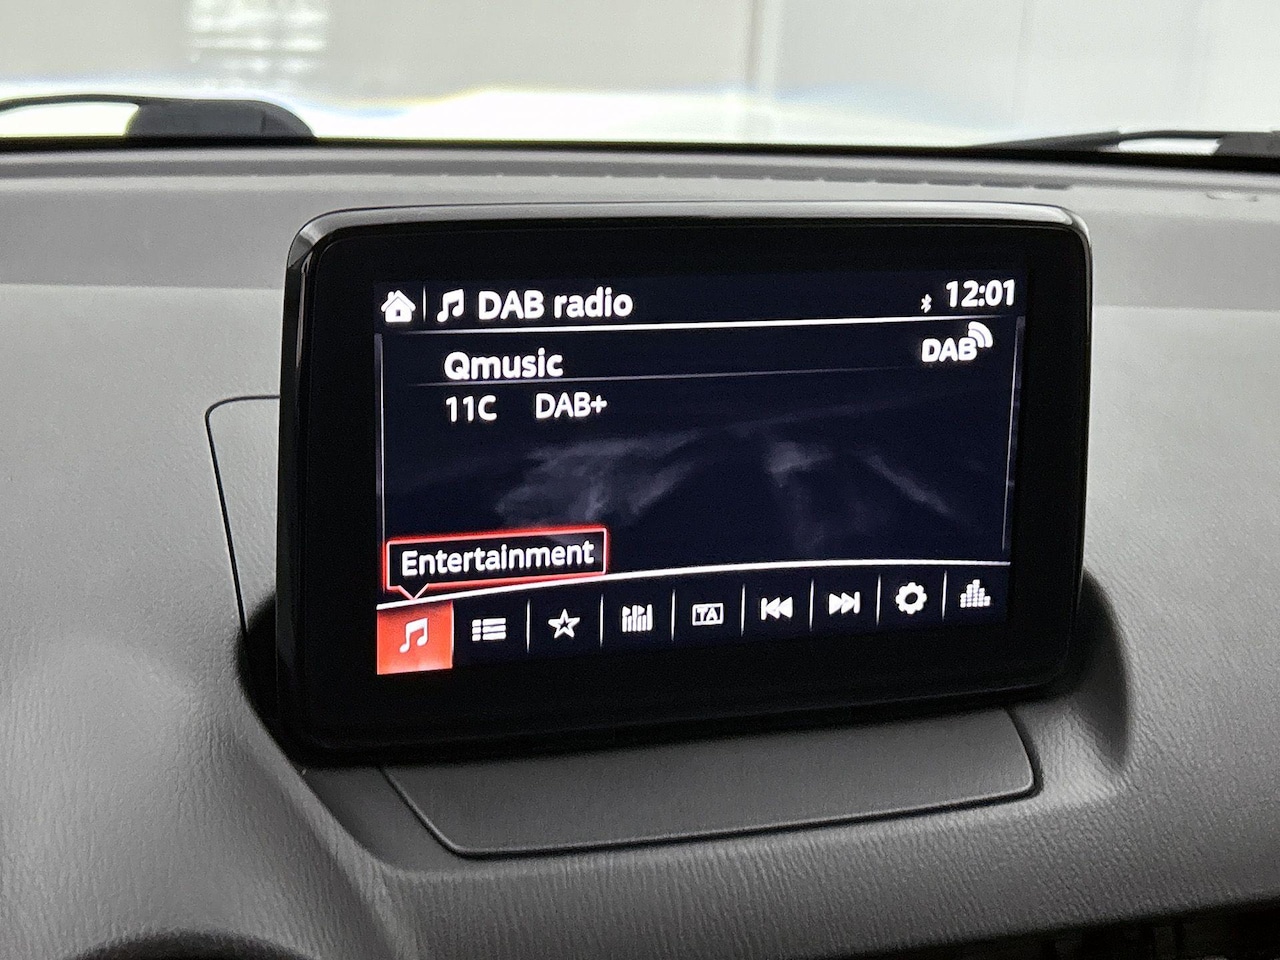 DAB radio 12:01
Qmusic DAB
11C DAB+
Entertainment
TA